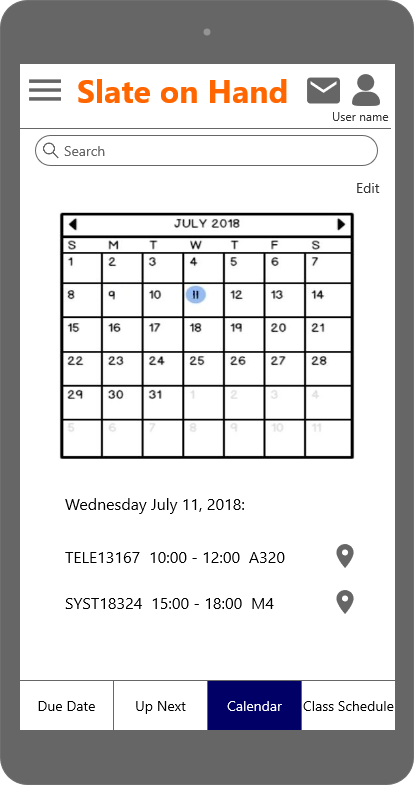 Slate on Hand
User name
Search
Edit
JULY 2018
S M T W T F S
1 2 3 4 5 6 7
8 9 10 11 12 13 14
15 16 17 18 19 20 21
22 23 24 25 26 27 28
29 30 31 1 2 3 4
5 6 7 8 9 10 11
Wednesday July 11, 2018:
TELE13167 10:00 - 12:00 A320
SYST18324 15:00 - 18:00 M4
Due Date Up Next Calendar Class Schedule